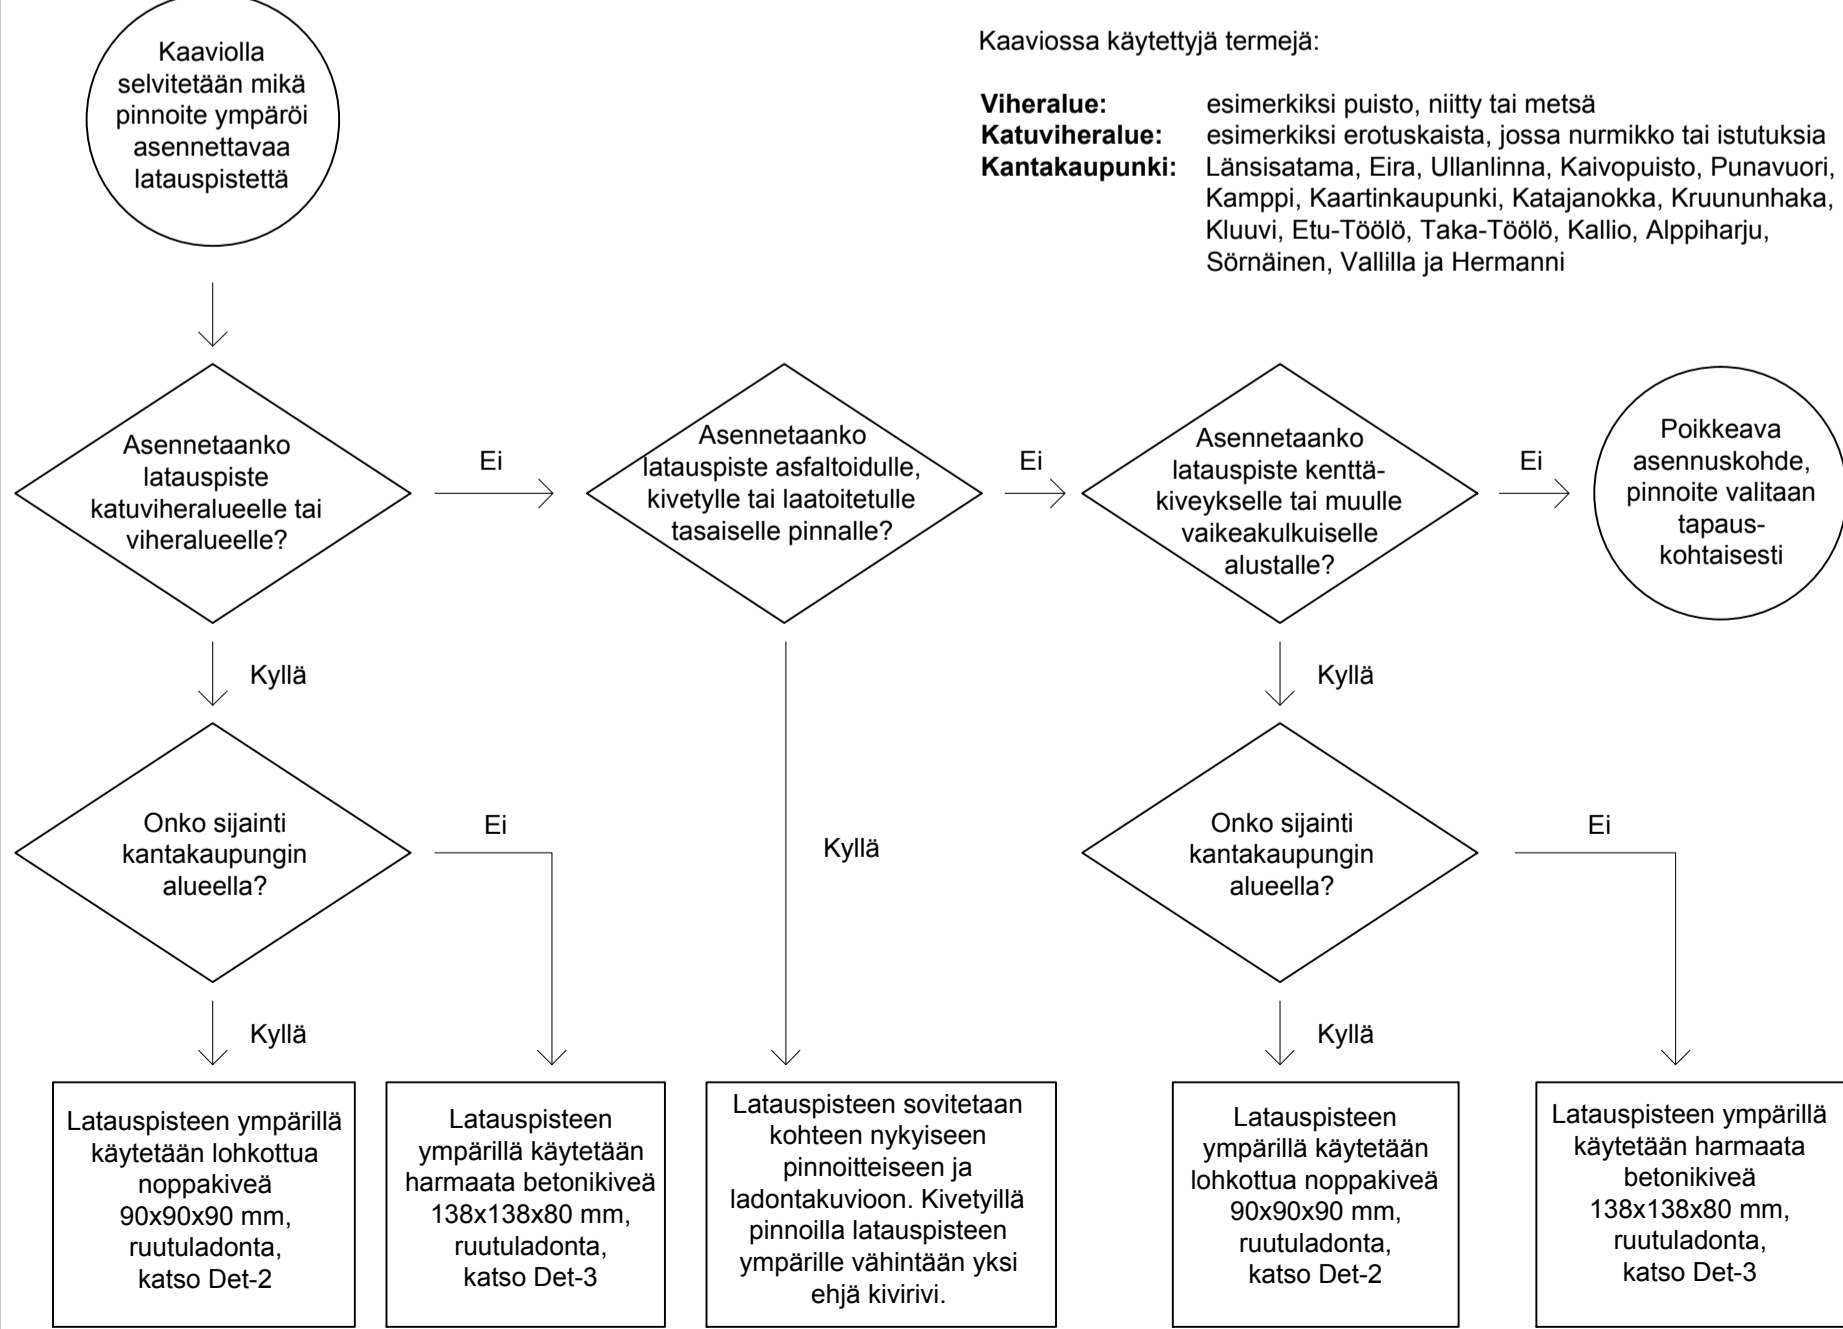 Kaaviolla
selvitetään mikä
pinnoite ympäröi
asennettavaa
latauspistettä
Kaaviossa käytettyjä termejä:
Viheralue: esimerkiksi puisto, niitty tai metsä
Katuviheralue: esimerkiksi erotuskaista, jossa nurmikko tai istutuksia
Kantakaupunki: Länsisatama, Eira, Ullanlinna, Kaivopuisto, Punavuori,
Kamppi, Kaartinkaupunki, Katajanokka, Kruununhaka,
Kluuvi, Etu-Töölö, Taka-Töölö, Kallio, Alppiharju,
Sörnäinen, Vallilla ja Hermanni
Asennetaanko
latauspiste
katuviheralueelle tai
viheralueelle?
Ei
Asennetaanko
latauspiste asfaltoidulle,
kivetylle tai laatoitetulle
tasaiselle pinnalle?
Ei
Asennetaanko
latauspiste kenttä-
kiveykselle tai muulle
vaikeakulkuiselle
alustalle?
Ei
Poikkeava
asennuskohde,
pinnoite valitaan
tapaus-
kohtaisesti
Kyllä
Kyllä
Kyllä
Onko sijainti
kantakaupungin
alueella?
Ei
Onko sijainti
kantakaupungin
alueella?
Ei
Kyllä
Kyllä
Latauspisteen ympärillä
käytetään lohkottua
noppakiveä
90x90x90 mm,
ruutuladonta,
katso Det-2
Latauspisteen
ympärillä käytetään
harmaata betonikiveä
138x138x80 mm,
ruutuladonta,
katso Det-3
Latauspisteen sovitetaan
kohteen nykyiseen
pinnoitteiseen ja
ladontakuvioon. Kivetyillä
pinnoilla latauspisteen
ympärille vähintään yksi
ehjä kivirivi.
Latauspisteen
ympärillä käytetään
lohkottua noppakiveä
90x90x90 mm,
ruutuladonta,
katso Det-2
Latauspisteen ympärillä
käytetään harmaata
betonikiveä
138x138x80 mm,
ruutuladonta,
katso Det-3